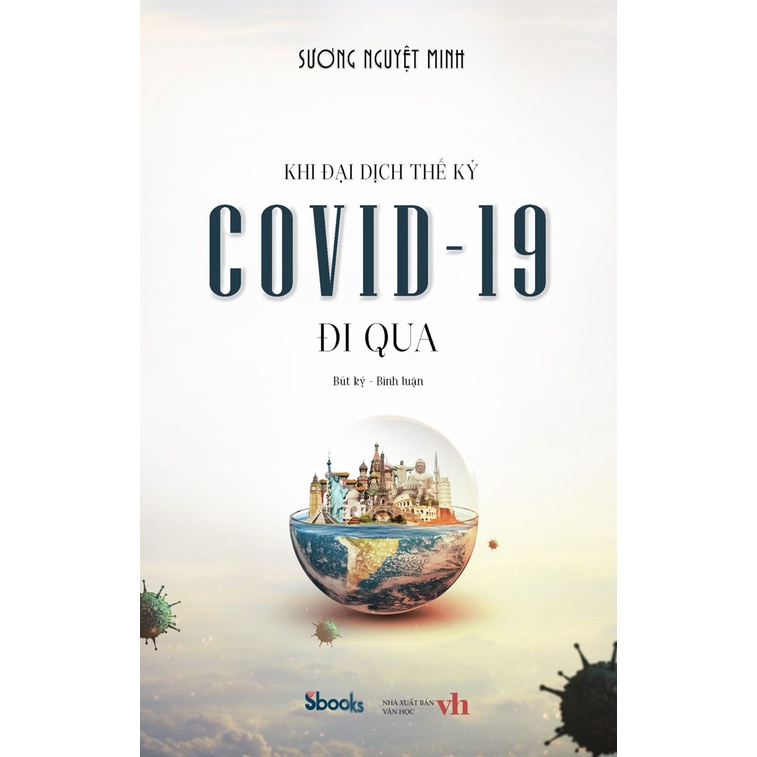 SƯƠNG NGUYỆT MINH
KHI ĐẠI DỊCH THẾ KỶ
COVID-19
ĐI QUA
Bút ký - Bình luận
Sbooks
NHÀ XUẤT BẢN
VĂN HỌC
vh